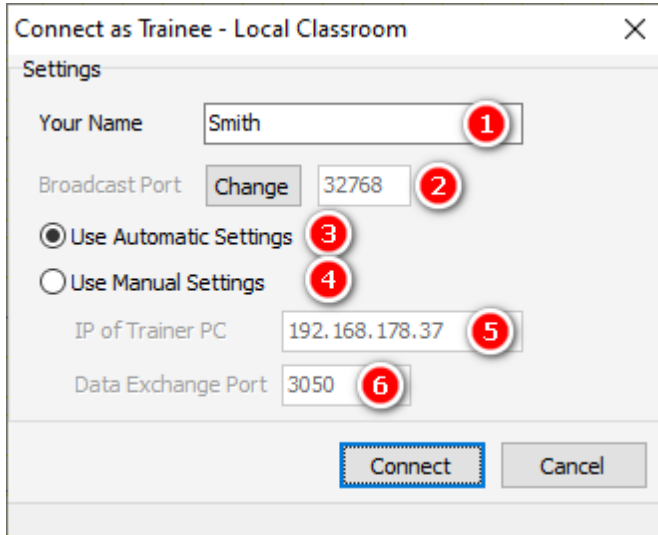 Connect as Trainee - Local Classroom
Settings
Your Name Smith 1
Broadcast Port Change 32768 2
Use Automatic Settings 3
Use Manual Settings 4
IP of Trainer PC 192.168.178.37 5
Data Exchange Port 3050 6
Connect Cancel